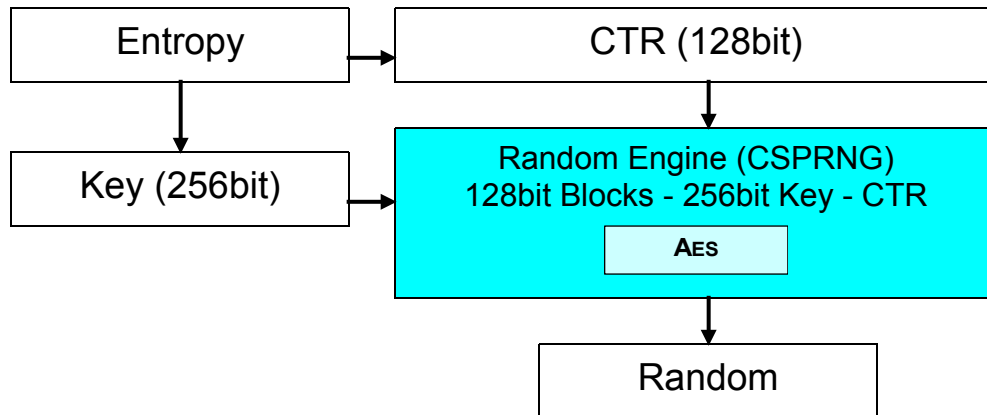 Entropy
CTR (128bit)
Key (256bit)
Random Engine (CSPRNG)
128bit Blocks - 256bit Key - CTR
AES
Random